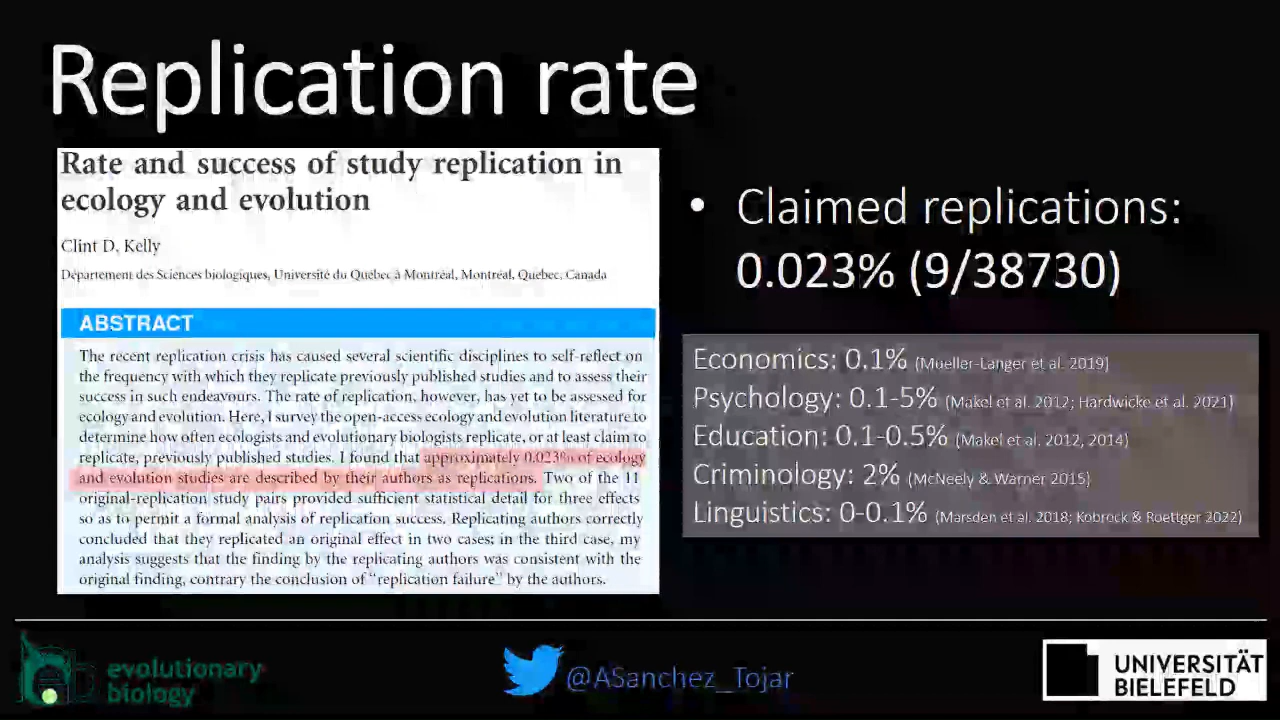 Replication rate
Rate and success of study replication in
ecology and evolution
Clint D. Kelly
Département des Sciences biologiques, Université du Québec à Montréal, Montréal, Quebec, Canada
ABSTRACT
The recent replication crisis has caused several scientific disciplines to self-reflect on
the frequency with which they replicate previously published studies and to assess their
success in such endeavours. The rate of replication, however, has yet to be assessed for
ecology and evolution. Here, I survey the open-access ecology and evolution literature to
determine how often ecologists and evolutionary biologists replicate, or at least claim to
replicate, previously published studies. I found that approximately 0.023% of ecology
and evolution studies are described by their authors as replications. Two of the 11
original-replication study pairs provided sufficient statistical detail for three effects
so as to permit a formal analysis of replication success. Replicating authors correctly
concluded that they replicated an original effect in two cases; in the third case, my
analysis suggests that the finding by the replicating authors was consistent with the
original finding, contrary the conclusion of “replication failure” by the authors.
• Claimed replications:
0.023% (9/38730)
Economics: 0.1% (Mueller-Langer et al. 2019)
Psychology: 0.1-5% (Makel et al. 2012; Hardwicke et al. 2021)
Education: 0.1-0.5% (Makel et al. 2012, 2014)
Criminology: 2% (McNeely & Warner 2015)
Linguistics: 0-0.1% (Marsden et al. 2018; Kobrock & Roettger 2022)
evolutionary
biology
@ASanchez_Tojar
UNIVERSITÄT
BIELEFELD